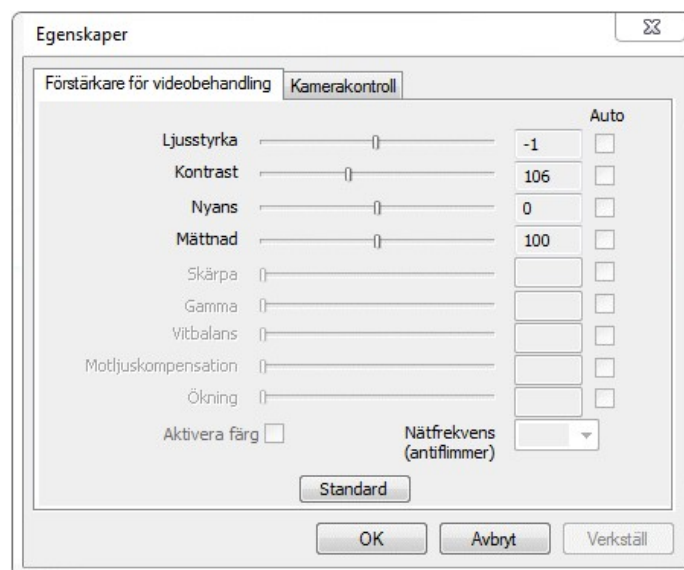 Egenskaper
Förstärkare för videobehandling Kamerakontroll
Auto
Ljusstyrka -1
Kontrast 106
Nyans 0
Mättnad 100
Skärpa
Gamma
Vitbalans
Motljuskompensation
Ökning
Aktivera färg Nätfrekvens
(antiflimmer)
Standard
OK Avbryt Verkställ